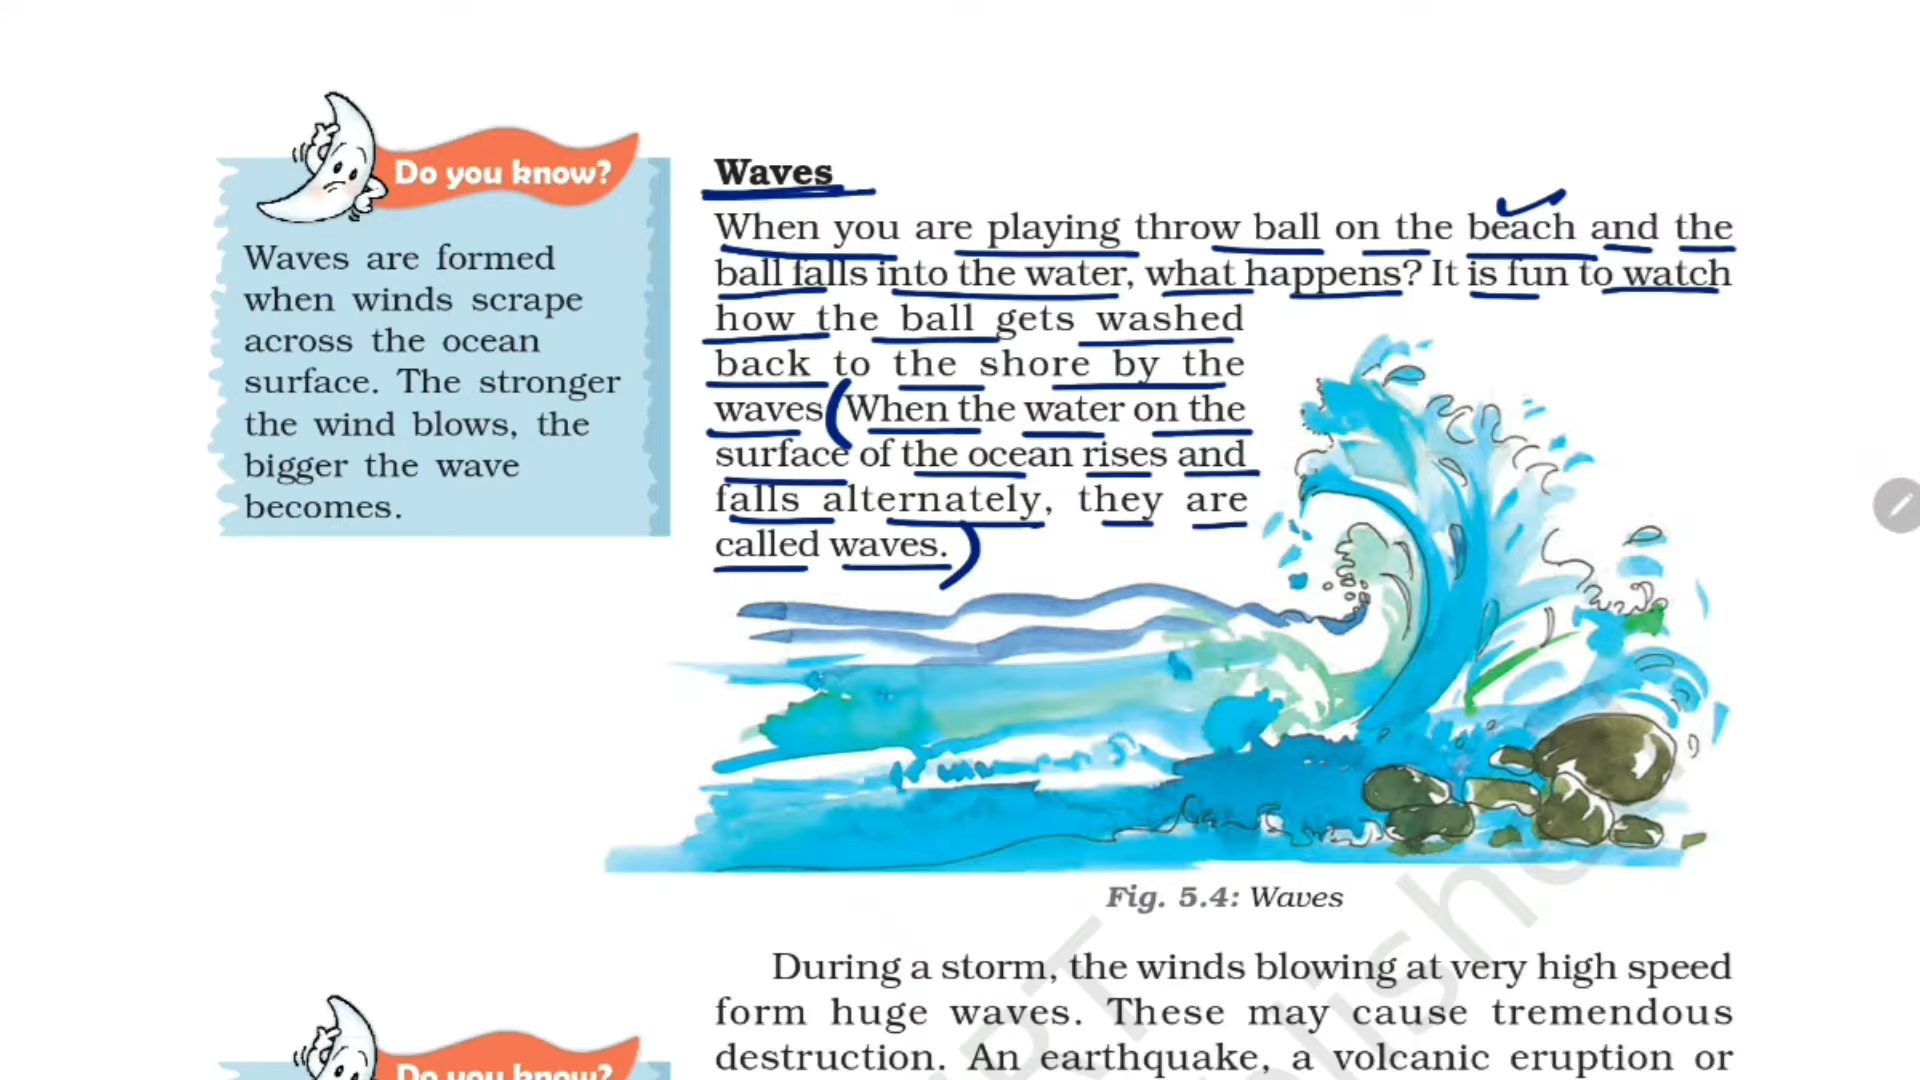 Do you know?
Waves are formed
when winds scrape
across the ocean
surface. The stronger
the wind blows, the
bigger the wave
becomes.
Waves
When you are playing throw ball on the beach and the
ball falls into the water, what happens? It is fun to watch
how the ball gets washed
back to the shore by the
waves. When the water on the
surface of the ocean rises and
falls alternately, they are
called waves.
Fig. 5.4: Waves
During a storm, the winds blowing at very high speed
form huge waves. These may cause tremendous
destruction. An earthquake, a volcanic eruption or
Do you know?